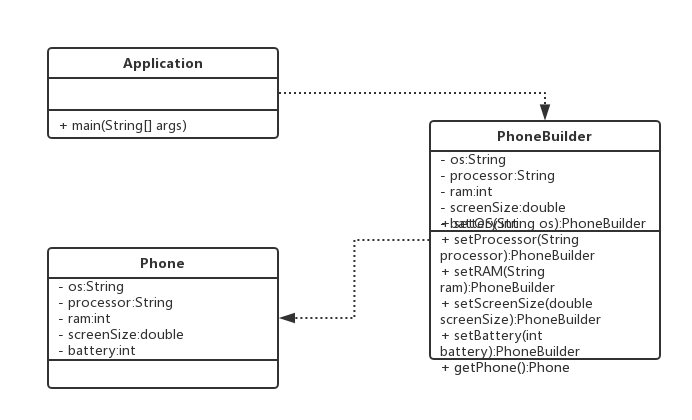 Application
+ main(String[] args)
PhoneBuilder
- os:String
- processor:String
- ram:int
- screenSize:double
- battery:int
+ setOS(String os):PhoneBuilder
+ setProcessor(String
processor):PhoneBuilder
+ setRAM(String
ram):PhoneBuilder
+ setScreenSize(double
screenSize):PhoneBuilder
+ setBattery(int
battery):PhoneBuilder
+ getPhone():Phone
Phone
- os:String
- processor:String
- ram:int
- screenSize:double
- battery:int